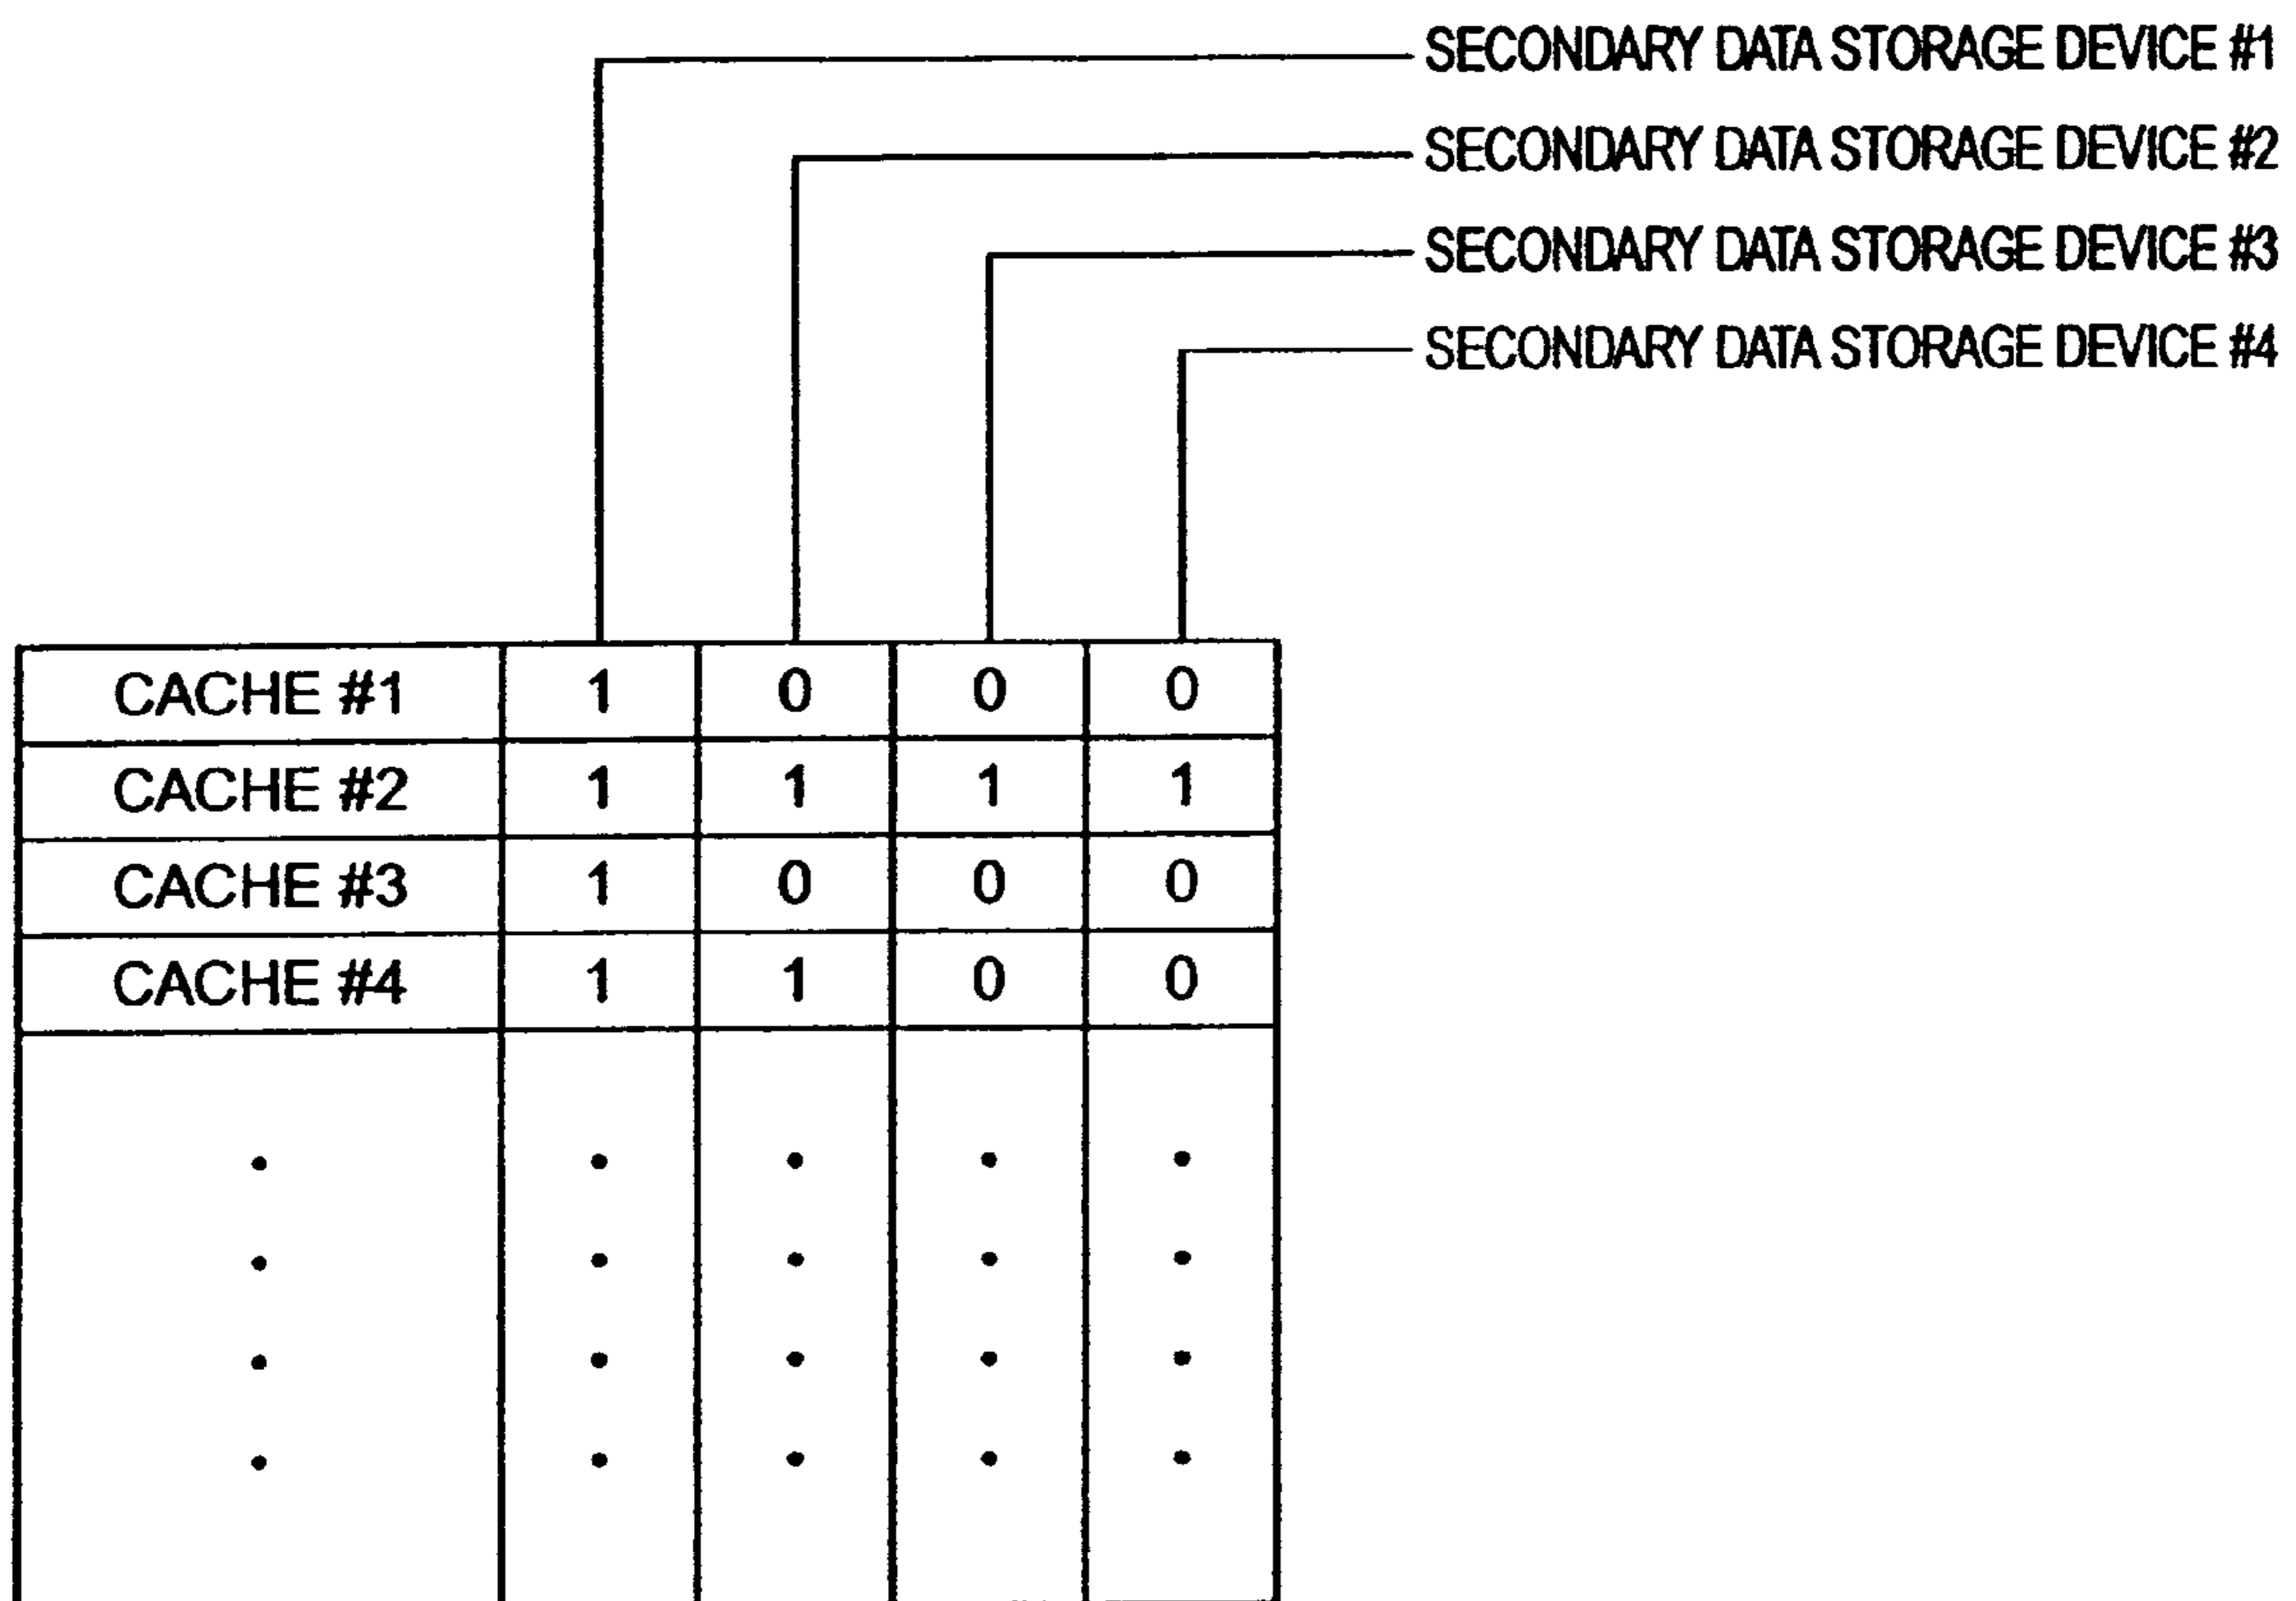 SECONDARY DATA STORAGE DEVICE #1
SECONDARY DATA STORAGE DEVICE #2
SECONDARY DATA STORAGE DEVICE #3
SECONDARY DATA STORAGE DEVICE #4
CACHE #1 1 0 0 0
CACHE #2 1 1 1 1
CACHE #3 1 0 0 0
CACHE #4 1 1 0 0